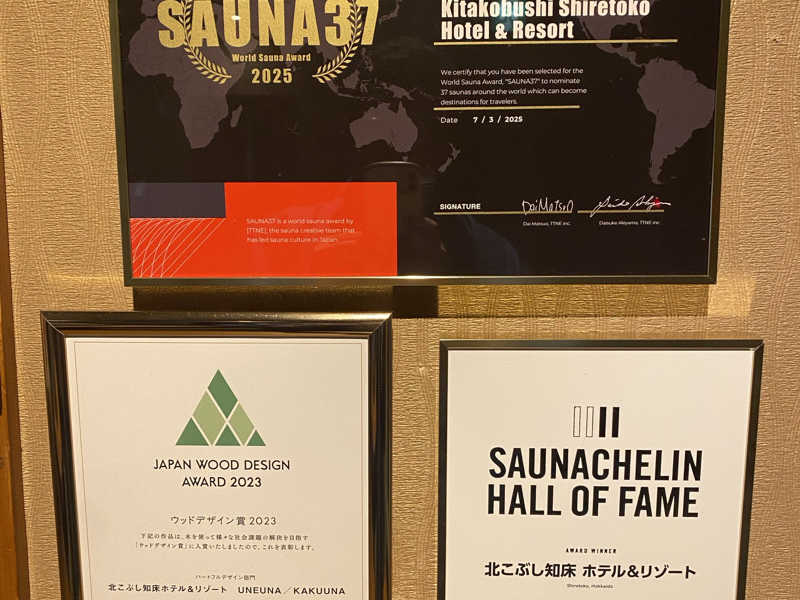 SAUNA37
World Sauna Award
2025
Kitakobushi Shiretoko
Hotel & Resort
We certify that you have been selected for the
World Sauna Award, "SAUNA37" to nominate
37 saunas around the world which can become
destinations for travelers.
Date 7 / 3 / 2025
SAUNA37 is a world sauna award by
[TTNE], the sauna creative team that
has led sauna culture in Japan.
SIGNATURE
Dai Matsuo
Dai Matsuo, TTNE inc.
Daisuke Akiyama, TTNE inc.
JAPAN WOOD DESIGN
AWARD 2023
ウッドデザイン賞2023
下記の作品は、木を使って様々な社会課題の解決を目指す
「ウッドデザイン賞」に入賞いたしましたので、これを表彰します。
ハートフルデザイン部門
北こぶし知床ホテル&リゾート UNEUNA/KAKUUNA
SAUNACHELIN
HALL OF FAME
AWARD WINNER
北こぶし知床 ホテル&リゾート
Shiretoko, Hokkaido